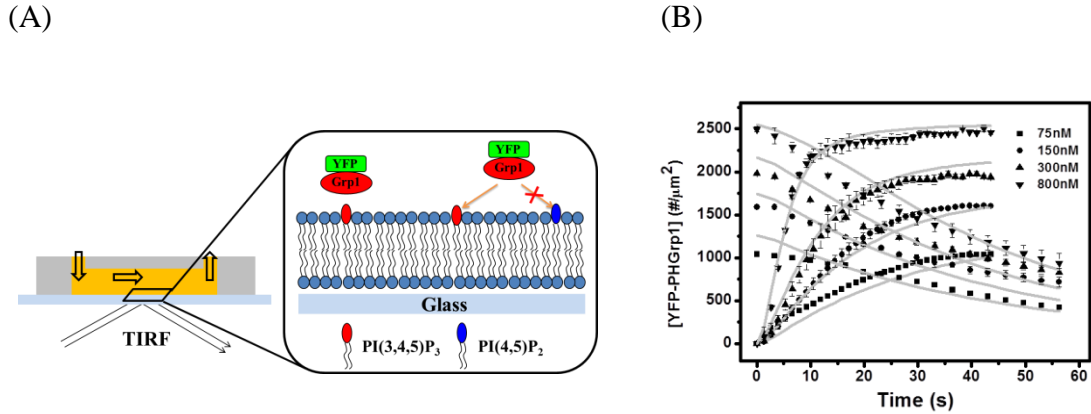 (A)
(B)
YFP
Grp1
YFP
Grp1
Glass
TIRF
PI(3,4,5)P₃
PI(4,5)P₂
[YFP-PHGrp1] (#/μm²)
2500
2000
1500
1000
500
0
75nM
150nM
300nM
800nM
0 10 20 30 40 50 60
Time (s)